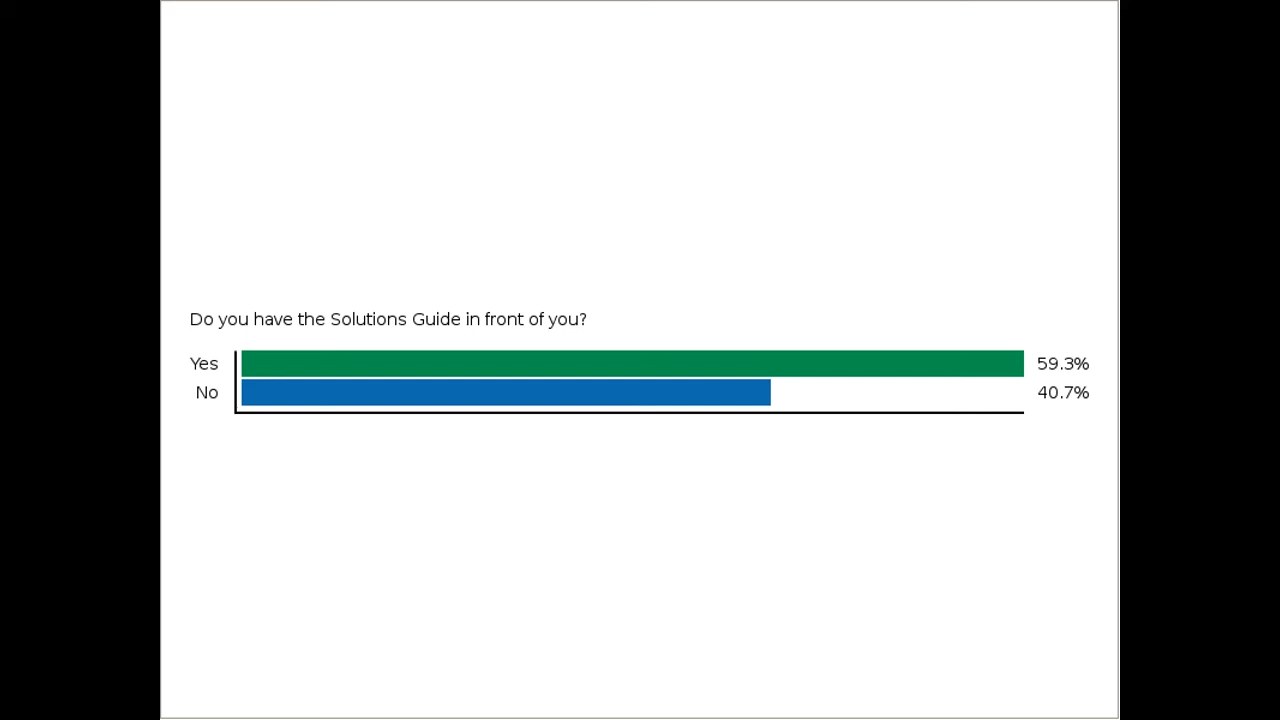 Do you have the Solutions Guide in front of you?
Yes 59.3%
No 40.7%